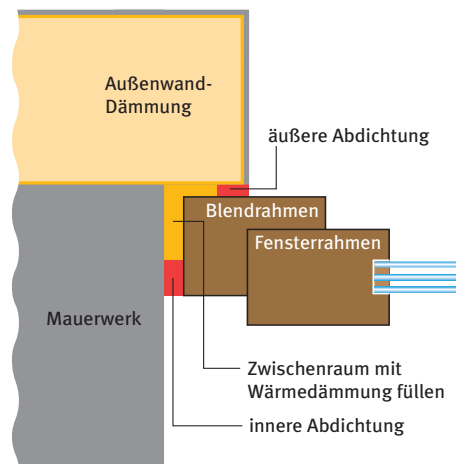 Außenwand-
Dämmung
äußere Abdichtung
Blendrahmen
Fensterrahmen
Mauerwerk
Zwischenraum mit
Wärmedämmung füllen
innere Abdichtung